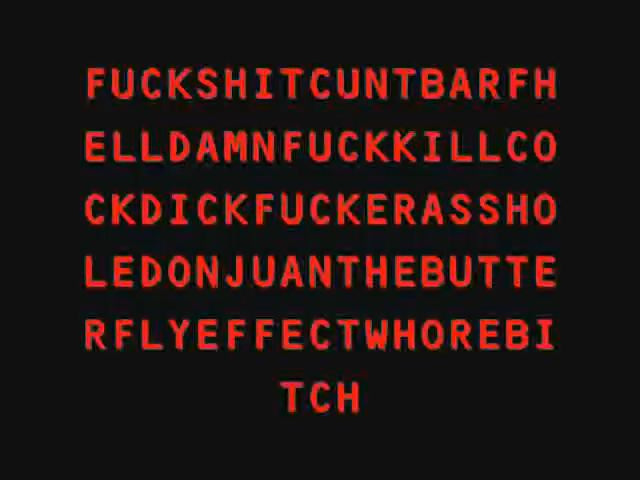 FUCKSHITCUNTBARFH
ELLDAMNFUCKKILLCO
CKDICKFUCKERASSHO
LEDONJUANTHEBUTTE
RFLYEFFECTWHOREBI
TCH